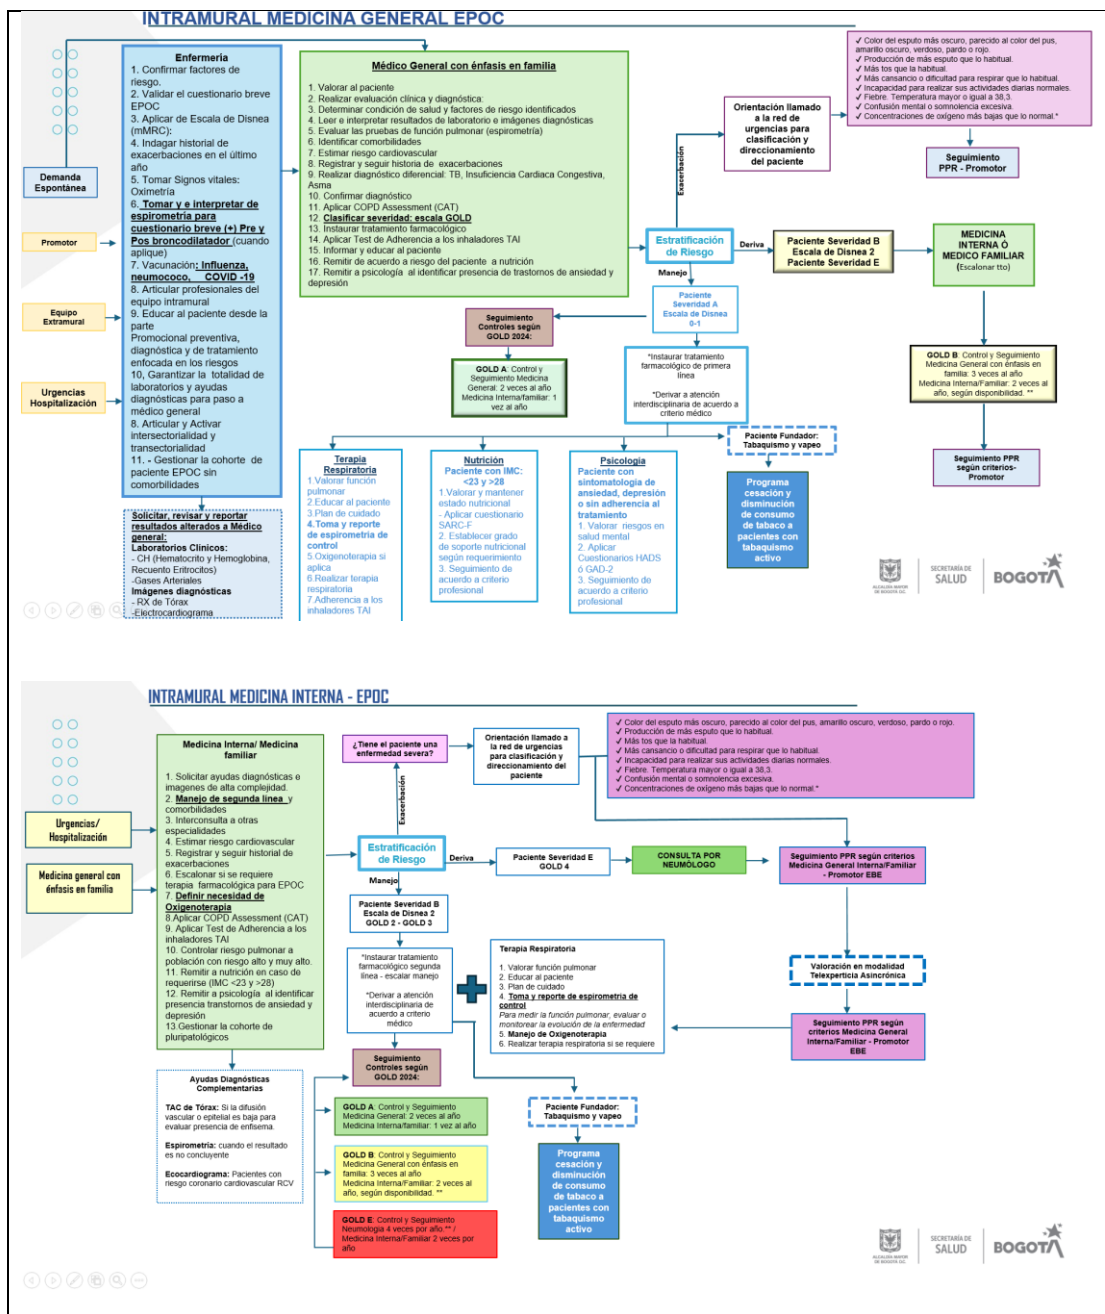 INTRAMURAL MEDICINA GENERAL EPOC
Demanda
Espontánea
Promotor
Equipo
Extramural
Urgencias
Hospitalización
Enfermería
1. Confirmar factores de
riesgo.
2. Validar el cuestionario breve
EPOC
3. Aplicar de Escala de Disnea
(mMRC):
4. Indagar historial de
exacerbaciones en el último
año
5. Tomar Signos vitales:
Oximetría
6. Tomar y e interpretar de
espirometría para
cuestionario breve (+) Pre y
Pos broncodilatador (cuando
aplique)
7. Vacunación: Influenza,
neumococo, COVID -19
8. Articular profesionales del
equipo intramural
9. Educar al paciente desde la
parte
Promocional preventiva,
diagnóstica y de tratamiento
enfocada en los riesgos
10, Garantizar la totalidad de
laboratorios y ayudas
diagnósticas para paso a
médico general
8. Articular y Activar
intersectorialidad y
transectorialidad
11. - Gestionar la cohorte de
paciente EPOC sin
comorbilidades
Solicitar, revisar y reportar
resultados alterados a Médico
general:
Laboratorios Clínicos:
- CH (Hematocrito y Hemoglobina,
Recuento Eritrocitos)
-Gases Arteriales
Imágenes diagnósticas
- RX de Tórax
-Electrocardiograma
Médico General con énfasis en familia
1. Valorar al paciente
2. Realizar evaluación clínica y diagnóstica:
3. Determinar condición de salud y factores de riesgo identificados
4. Leer e interpretar resultados de laboratorio e imágenes diagnósticas
5. Evaluar las pruebas de función pulmonar (espirometría)
6. Identificar comorbilidades
7. Estimar riesgo cardiovascular
8. Registrar y seguir historia de exacerbaciones
9. Realizar diagnóstico diferencial: TB, Insuficiencia Cardiaca Congestiva,
Asma
10. Confirmar diagnóstico
11. Aplicar COPD Assessment (CAT)
12. Clasificar severidad: escala GOLD
13. Instaurar tratamiento farmacológico
14. Aplicar Test de Adherencia a los inhaladores TAI
15. Informar y educar al paciente
16. Remitir de acuerdo a riesgo del paciente a nutrición
17. Remitir a psicología al identificar presencia de trastornos de ansiedad y
depresión
Estratificación
de Riesgo
Exacerbación
Deriva
Manejo
Orientación llamado
a la red de
urgencias para
clasificación y
direccionamiento
del paciente
✓ Color del esputo más oscuro, parecido al color del pus,
amarillo oscuro, verdoso, pardo o rojo.
✓ Producción de más esputo que lo habitual.
✓ Más tos que la habitual.
✓ Más cansancio o dificultad para respirar que lo habitual.
✓ Incapacidad para realizar sus actividades diarias normales.
✓ Fiebre. Temperatura mayor o igual a 38,3.
✓ Confusión mental o somnolencia excesiva.
✓ Concentraciones de oxígeno más bajas que lo normal.*
Seguimiento
PPR - Promotor
Paciente Severidad B
Escala de Disnea 2
Paciente Severidad E
MEDICINA
INTERNA Ó
MEDICO FAMILIAR
(Escalonar tto)
GOLD B: Control y Seguimiento
Medicina General con énfasis en
familia: 3 veces al año
Medicina Interna/Familiar: 2 veces al
año, según disponibilidad. **
Seguimiento PPR
según criterios-
Promotor
Paciente
Severidad A
Escala de Disnea
0-1
*Instaurar tratamiento
farmacológico de primera
línea
*Derivar a atención
interdisciplinaria de acuerdo a
criterio médico
Seguimiento
Controles según
GOLD 2024:
GOLD A: Control y
Seguimiento Medicina
General: 2 veces al año
Medicina Interna/familiar: 1
vez al año
Terapia
Respiratoria
1.Valorar función
pulmonar
2.Educar al paciente
3.Plan de cuidado
4.Toma y reporte
de espirometria de
control
5.Oxigenoterapia si
aplica
6.Realizar terapia
respiratoria
7.Adherencia a los
inhaladores TAI
Nutrición
Paciente con IMC:
<23 y >28
1.Valorar y mantener
estado nutricional
- Aplicar cuestionario
SARC-F
2. Establecer grado
de soporte nutricional
según requerimiento
3. Seguimiento de
acuerdo a criterio
profesional
Psicología
Paciente con
sintomatología de
ansiedad, depresión
o sin adherencia al
tratamiento
1. Valorar riesgos en
salud mental
2. Aplicar
Cuestionarios HADS
ó GAD-2
3. Seguimiento de
acuerdo a criterio
profesional
Paciente Fundador:
Tabaquismo y vapeo
Programa
cesación y
disminución de
consumo de
tabaco a
pacientes con
tabaquismo
activo
ALCALDÍA MAYOR
DE BOGOTÁ D.C.
SECRETARÍA DE
SALUD
BOGOTÁ
INTRAMURAL MEDICINA INTERNA - EPOC
Urgencias/
Hospitalización
Medicina general con
énfasis en familia
Medicina Interna/ Medicina
familiar
1. Solicitar ayudas diagnósticas e
imagenes de alta complejidad.
2. Manejo de segunda línea y
comorbilidades
3. Interconsulta a otras
especialidades
4. Estimar riesgo cardiovascular
5. Registrar y seguir historial de
exacerbaciones
6. Escalonar si se requiere
terapia farmacológica para EPOC
7. Definir necesidad de
Oxigenoterapia
8.Aplicar COPD Assessment (CAT)
9. Aplicar Test de Adherencia a los
inhaladores TAI
10. Controlar riesgo pulmonar a
población con riesgo alto y muy alto.
11. Remitir a nutrición en caso de
requerirse (IMC <23 y >28)
12. Remitir a psicología al identificar
presencia transtornos de ansiedad y
depresión
13.Gestionar la cohorte de
pluripatológicos
Ayudas Diagnósticas
Complementarias
TAC de Tórax: Si la difusión
vascular o epitelial es baja para
evaluar presencia de enfisema.
Espirometría: cuando el resultado
es no concluyente
Ecocardiograma: Pacientes con
riesgo coronario cardiovascular RCV
¿Tiene el paciente una
enfermedad severa?
Exacerbación
Estratificación
de Riesgo
Deriva
Manejo
Orientación llamado a
la red de urgencias
para clasificación y
direccionamiento del
paciente
✓ Color del esputo más oscuro, parecido al color del pus, amarillo oscuro, verdoso, pardo o rojo.
✓ Producción de más esputo que lo habitual.
✓ Más tos que la habitual.
✓ Más cansancio o dificultad para respirar que lo habitual.
✓ Incapacidad para realizar sus actividades diarias normales.
✓ Fiebre. Temperatura mayor o igual a 38,3.
✓ Confusión mental o somnolencia excesiva.
✓ Concentraciones de oxígeno más bajas que lo normal.*
Paciente Severidad E
GOLD 4
CONSULTA POR
NEUMÓLOGO
Seguimiento PPR según criterios
Medicina General Interna/Familiar
- Promotor EBE
Valoración en modalidad
Telexperticia Asincrónica
Seguimiento PPR según
criterios Medicina General
Interna/Familiar - Promotor
EBE
Paciente Severidad B
Escala de Disnea 2
GOLD 2 - GOLD 3
*Instaurar tratamiento
farmacológico segunda
línea - escalar manejo
*Derivar a atención
interdisciplinaria de
acuerdo a criterio
médico
Terapia Respiratoria
1. Valorar función pulmonar
2. Educar al paciente
3. Plan de cuidado
4. Toma y reporte de espirometria de
control
Para medir la función pulmonar, evaluar o
monitorear la evolución de la enfermedad
5. Manejo de Oxigenoterapia
6. Realizar terapia respiratoria si se requiere
Seguimiento
Controles según
GOLD 2024:
GOLD A: Control y Seguimiento
Medicina General: 2 veces al año
Medicina Interna/familiar: 1 vez al año
GOLD B: Control y Seguimiento
Medicina General con énfasis en
familia: 3 veces al año
Medicina Interna/Familiar: 2 veces al
año, según disponibilidad. **
GOLD E: Control y Seguimiento
Neumología 4 veces por año.** /
Medicina Interna/Familiar 2 veces por
año
Paciente Fundador:
Tabaquismo y vapeo
Programa
cesación y
disminución de
consumo de
tabaco a
pacientes con
tabaquismo
activo
ALCALDÍA MAYOR
DE BOGOTÁ D.C.
SECRETARÍA DE
SALUD
BOGOTÁ